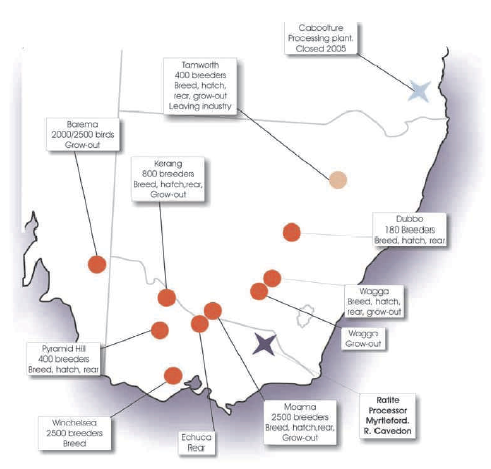 Caboolture
Processing plant.
Closed 2005
Tamworth
400 breeders
Breed, hatch,
rear, grow-out
Leaving industry
Barema
2000/2500 birds
Grow-out
Kerang
800 breeders
Breed, hatch,rear,
Grow-out
Dubbo
180 Breeders
Breed, hatch, rear
Wagga
Breed, hatch,
rear, grow-out
Wagga
Grow-out
Pyramid Hill
400 breeders
Breed, hatch, rear
Winchelsea
2500 breeders
Breed
Echuca
Rear
Moama
2500 breeders
Breed, hatch,rear,
Grow-out
Ratite
Processor
Myrtleford.
R. Cavedon